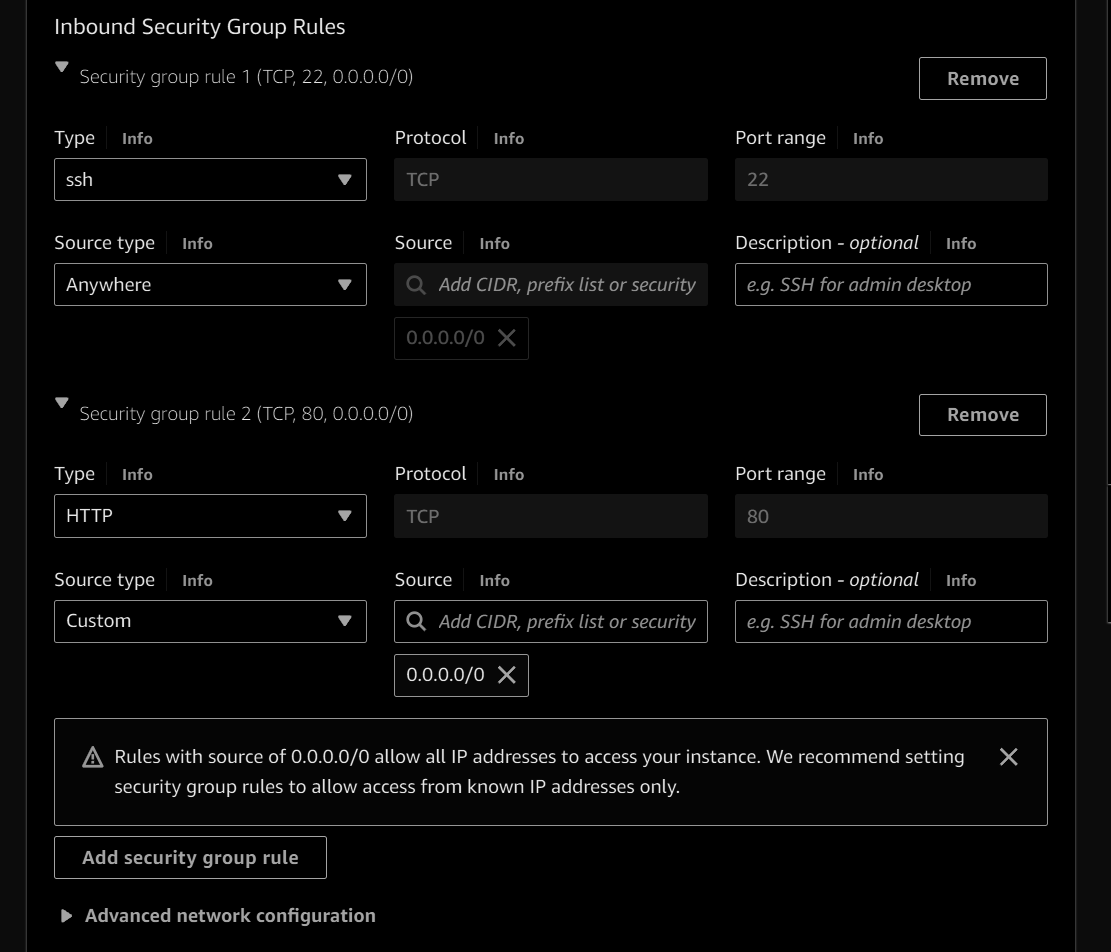 Inbound Security Group Rules
Security group rule 1 (TCP, 22, 0.0.0.0/0)
Remove
Type Info
Protocol Info
Port range Info
ssh
TCP
22
Source type Info
Source Info
Description - optional Info
Anywhere
Add CIDR, prefix list or security
e.g. SSH for admin desktop
0.0.0.0/0
Security group rule 2 (TCP, 80, 0.0.0.0/0)
Remove
Type Info
Protocol Info
Port range Info
HTTP
TCP
80
Source type Info
Source Info
Description - optional Info
Custom
Add CIDR, prefix list or security
e.g. SSH for admin desktop
0.0.0.0/0
Rules with source of 0.0.0.0/0 allow all IP addresses to access your instance. We recommend setting
security group rules to allow access from known IP addresses only.
Add security group rule
Advanced network configuration